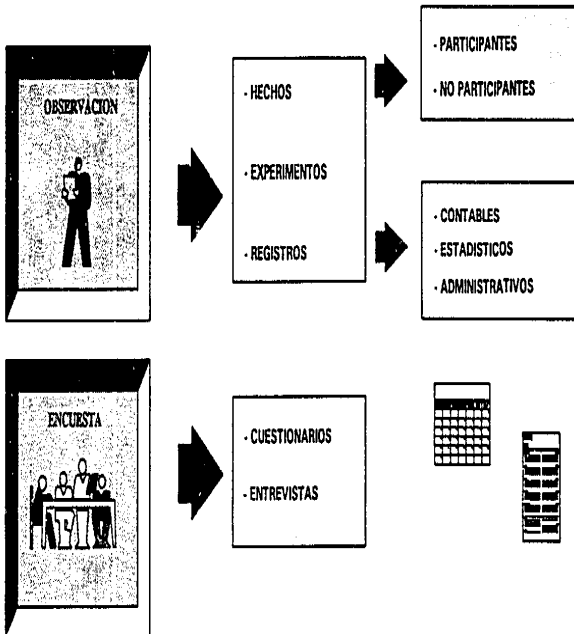 OBSERVACION
- HECHOS
- EXPERIMENTOS
- REGISTROS
- PARTICIPANTES
- NO PARTICIPANTES
- CONTABLES
- ESTADISTICOS
- ADMINISTRATIVOS
ENCUESTA
- CUESTIONARIOS
- ENTREVISTAS